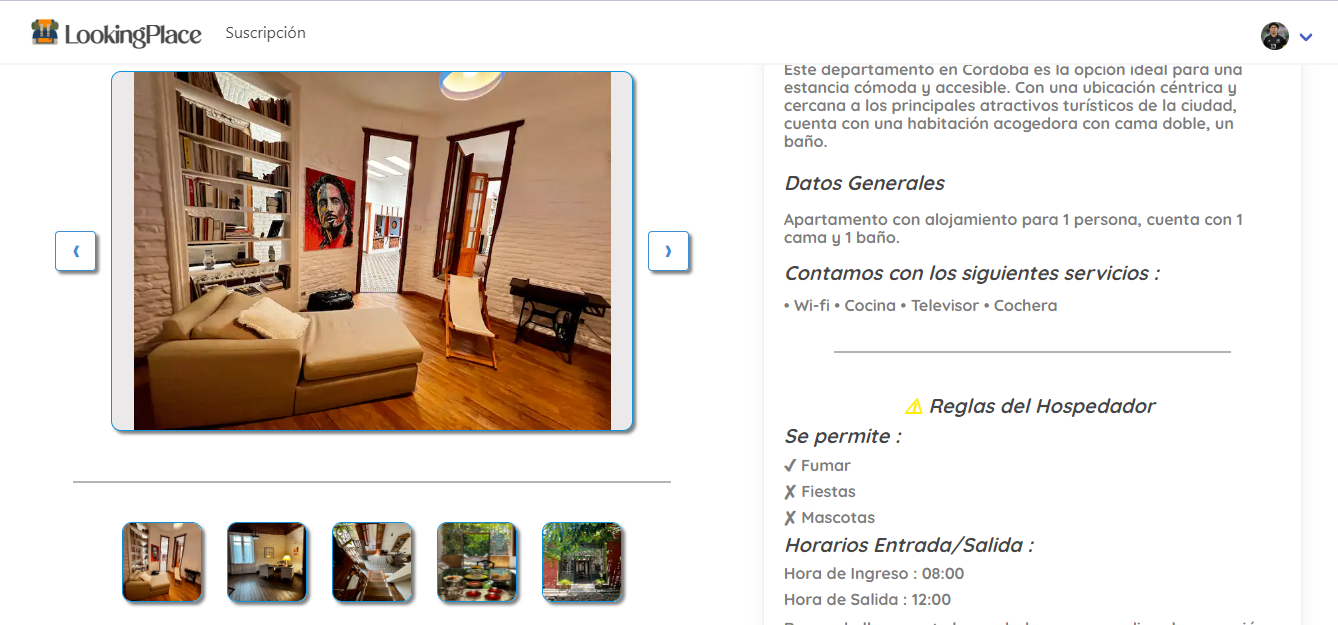 LookingPlace
Suscripción
‹
›
Este departamento en Córdoba es la opción ideal para una
estancia cómoda y accesible. Con una ubicación céntrica y
cercana a los principales atractivos turísticos de la ciudad,
cuenta con una habitación acogedora con cama doble, un
baño.
Datos Generales
Apartamento con alojamiento para 1 persona, cuenta con 1
cama y 1 baño.
Contamos con los siguientes servicios :
• Wi-fi • Cocina • Televisor • Cochera
⚠ Reglas del Hospedador
Se permite :
✓ Fumar
✗ Fiestas
✗ Mascotas
Horarios Entrada/Salida :
Hora de Ingreso : 08:00
Hora de Salida : 12:00